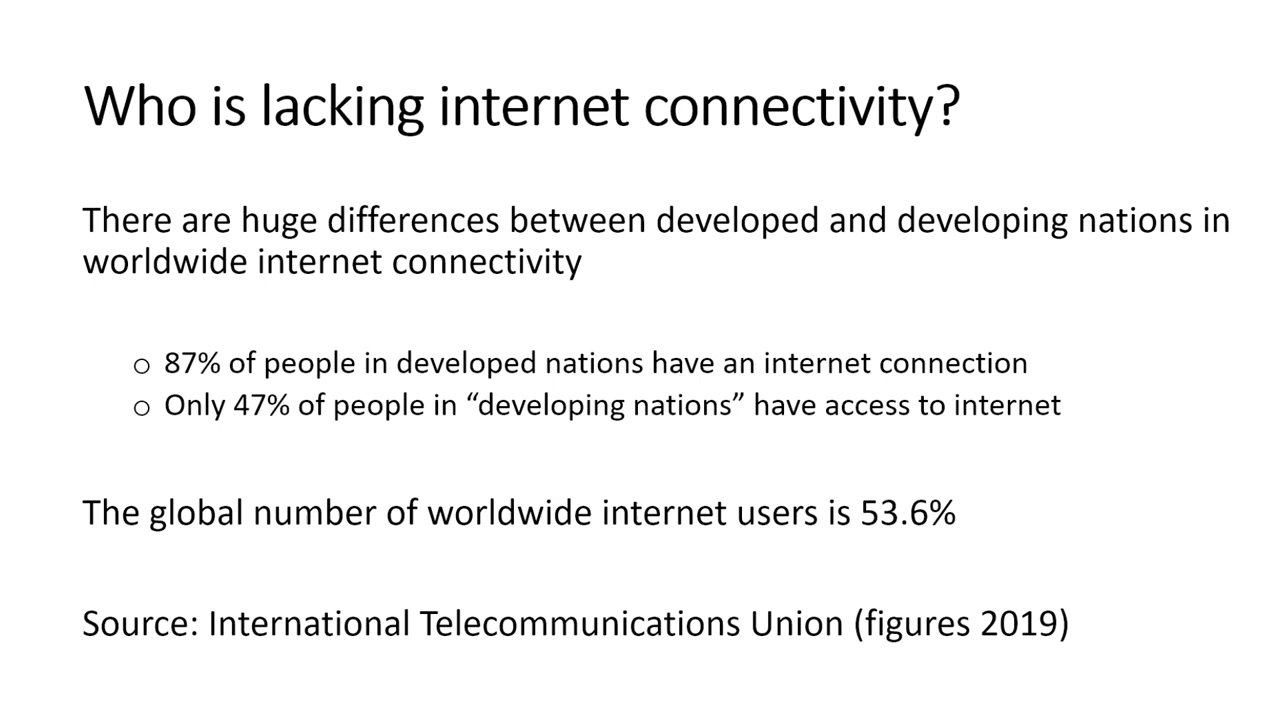 Who is lacking internet connectivity?
There are huge differences between developed and developing nations in
worldwide internet connectivity
o 87% of people in developed nations have an internet connection
o Only 47% of people in “developing nations” have access to internet
The global number of worldwide internet users is 53.6%
Source: International Telecommunications Union (figures 2019)